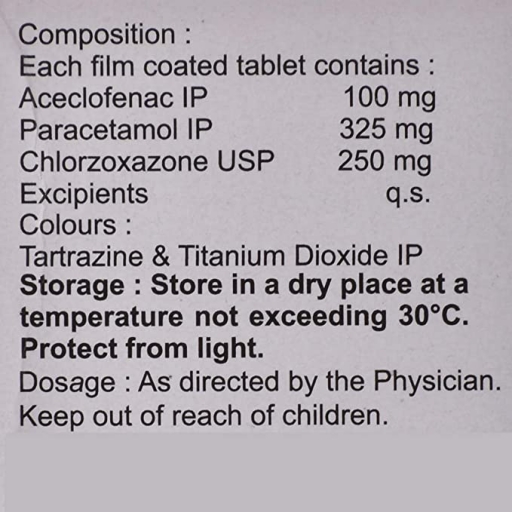 Composition :
Each film coated tablet contains :
Aceclofenac IP 100 mg
Paracetamol IP 325 mg
Chlorzoxazone USP 250 mg
Excipients q.s.
Colours :
Tartrazine & Titanium Dioxide IP
Storage : Store in a dry place at a
temperature not exceeding 30°C.
Protect from light.
Dosage : As directed by the Physician.
Keep out of reach of children.